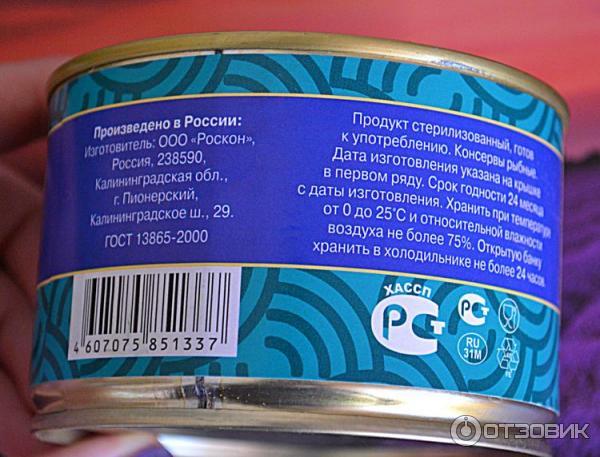 Произведено в России:
Изготовитель: ООО «Роскон»,
Россия, 238590,
Калининградская обл.,
г. Пионерский,
Калининградское ш., 29.
ГОСТ 13865-2000
Продукт стерилизованный, готов
к употреблению. Консервы рыбные.
Дата изготовления указана на крышке
в первом ряду. Срок годности 24 месяца
с даты изготовления. Хранить при температуре
от 0 до 25°С и относительной влажности
воздуха не более 75%. Открытую банку
хранить в холодильнике не более 24 часов.
4 607075 851337
ХАССП
РСТ
РСТ
RU
31М
ОТЗОВИК